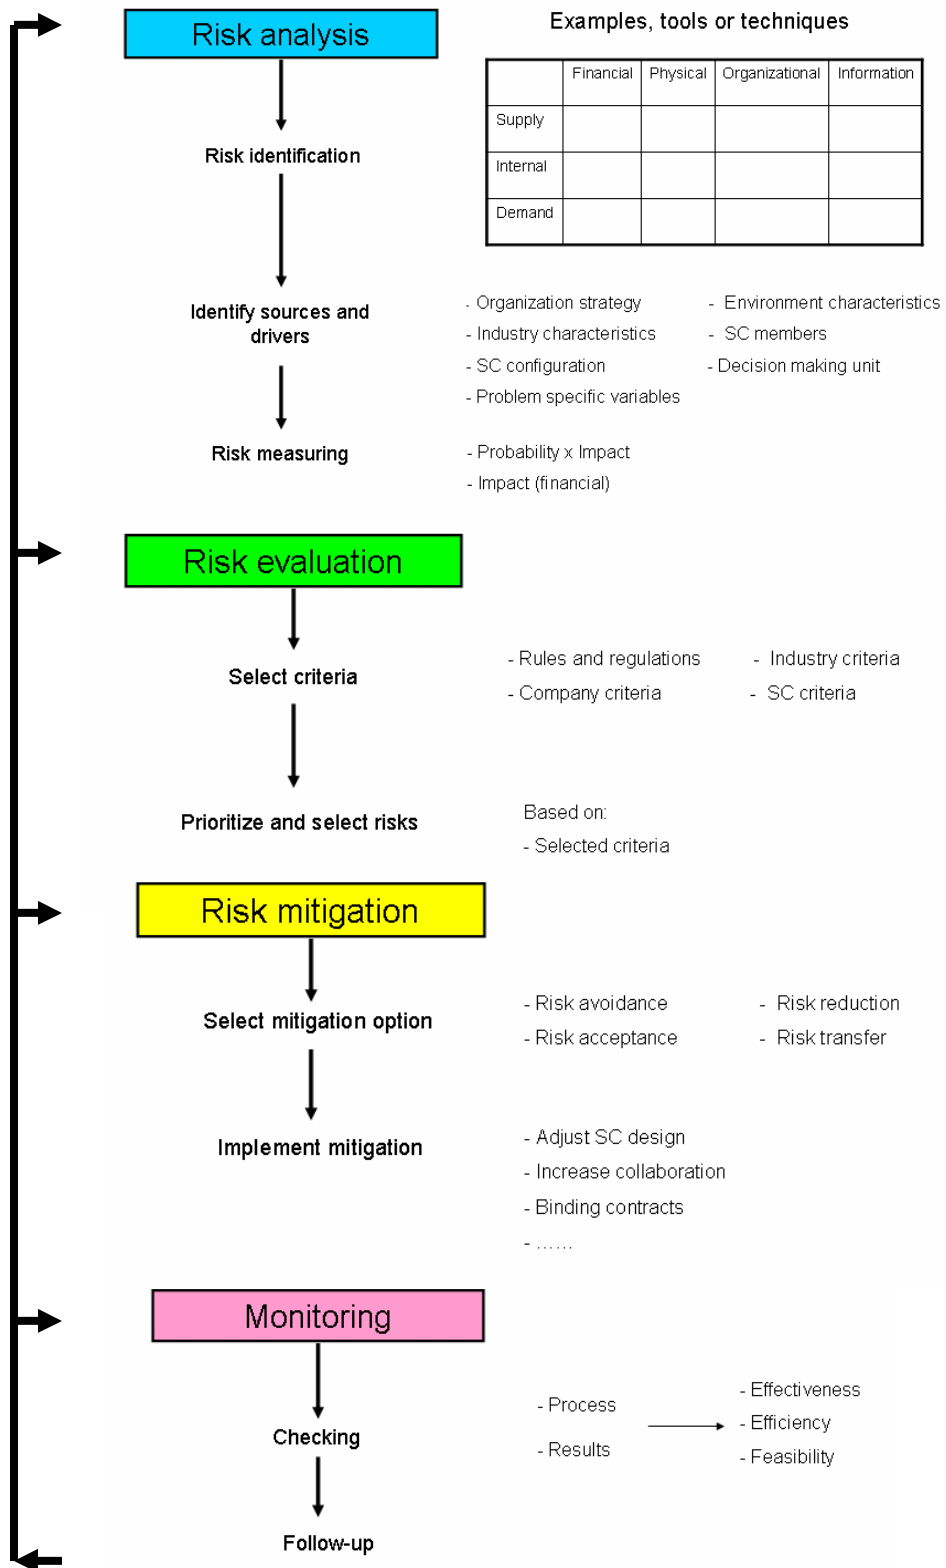 Risk analysis
Examples, tools or techniques
Financial Physical Organizational Information
Supply
Internal
Demand
Risk identification
Identify sources and
drivers
- Organization strategy - Environment characteristics
- Industry characteristics - SC members
- SC configuration - Decision making unit
- Problem specific variables
Risk measuring
- Probability x Impact
- Impact (financial)
Risk evaluation
Select criteria
- Rules and regulations - Industry criteria
- Company criteria - SC criteria
Prioritize and select risks
Based on:
- Selected criteria
Risk mitigation
Select mitigation option
- Risk avoidance - Risk reduction
- Risk acceptance - Risk transfer
Implement mitigation
- Adjust SC design
- Increase collaboration
- Binding contracts
- ......
Monitoring
Checking
- Process
- Results
- Effectiveness
- Efficiency
- Feasibility
Follow-up